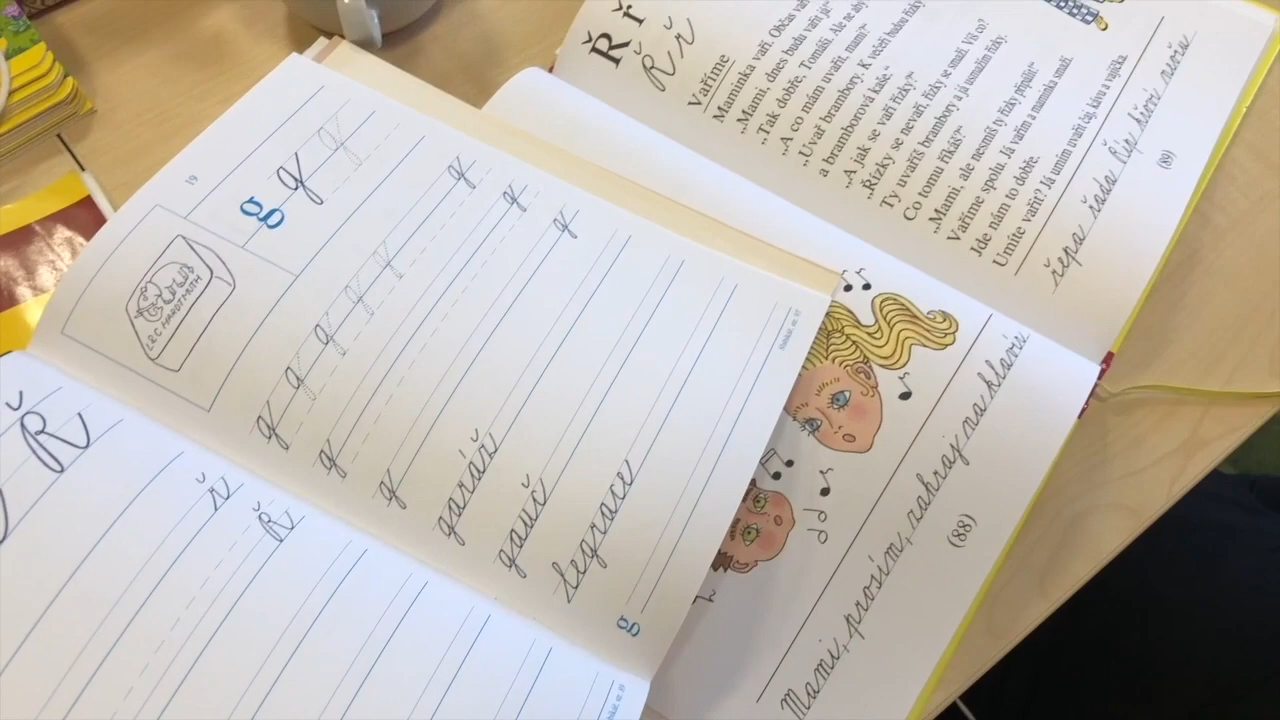 19
g g g
L&C HARDTMUTH
g g
g g
g g
garáž
gauč
legrace
g
Ř
Ř
Ř
Ř ř
Ř ř
Vaříme
Maminka vaří. Občas
„Mami, dnes budu vařit já!“
„Tak dobře, Tomáši. Ale ne
„A co mám uvařit, mami?“
„Uvař brambory. K večeři budou řízky
a bramborová kaše.“
„A jak se vaří řízky?“
„Řízky se nevaří, řízky se smaží. Víš co?
Ty uvaříš brambory a já usmažím řízky.
Co tomu říkáš?“
„Mami, ale nesmíš ty řízky připálit!“
Vaříme spolu. Já vařím a maminka smaží.
Jde nám to dobře.
Umíte vařit? Já umím uvařit čaj, kávu a vajíčka.
řepa řada Říp
(89)
Mami, prosím, zahraj na klavír
(88)